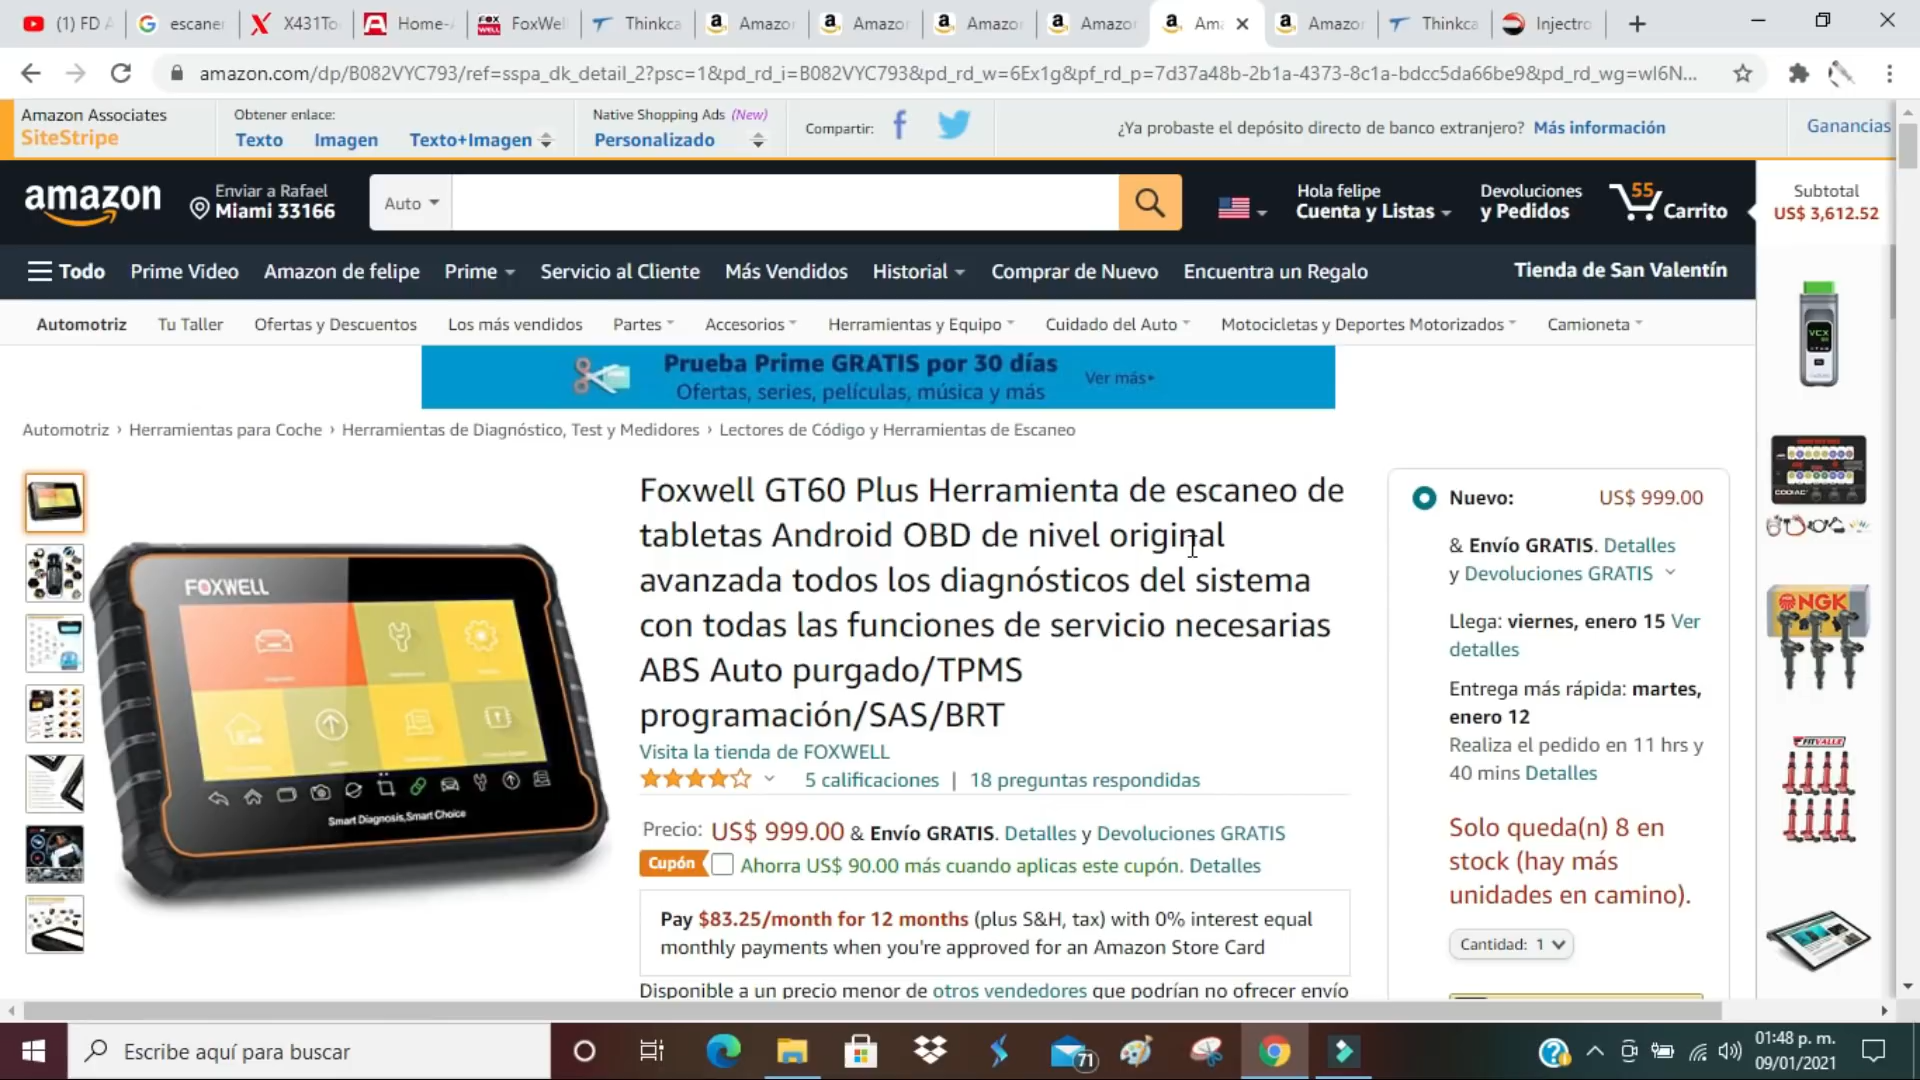 (1) FD A
escaner
X431To
Home-
FoxWel
Thinkca
Amazon
Amazon
Amazon
Amazon
Am
Amazon
Thinkca
Injectro
amazon.com/dp/B082VYC793/ref=sspa_dk_detail_2?psc=1&pd_rd_i=B082VYC793&pd_rd_w=6Ex1g&pf_rd_p=7d37a48b-2b1a-4373-8c1a-bdcc5da66be9&pd_rd_wg=wl6N...
Amazon Associates
SiteStripe
Obtener enlace:
Texto Imagen Texto+Imagen
Native Shopping Ads (New)
Personalizado
Compartir:
¿Ya probaste el depósito directo de banco extranjero? Más información
Ganancias
amazon
Enviar a Rafael
Miami 33166
Auto
Hola felipe
Cuenta y Listas
Devoluciones
y Pedidos
55
Carrito
Subtotal
US$ 3,612.52
Todo Prime Video Amazon de felipe Prime Servicio al Cliente Más Vendidos Historial Comprar de Nuevo Encuentra un Regalo Tienda de San Valentín
Automotriz Tu Taller Ofertas y Descuentos Los más vendidos Partes Accesorios Herramientas y Equipo Cuidado del Auto Motocicletas y Deportes Motorizados Camioneta
Prueba Prime GRATIS por 30 días
Ofertas, series, películas, música y más
Ver más
Automotriz › Herramientas para Coche › Herramientas de Diagnóstico, Test y Medidores › Lectores de Código y Herramientas de Escaneo
FOXWELL
Smart Diagnosis,Smart Choice
Foxwell GT60 Plus Herramienta de escaneo de
tabletas Android OBD de nivel original
avanzada todos los diagnósticos del sistema
con todas las funciones de servicio necesarias
ABS Auto purgado/TPMS
programación/SAS/BRT
Visita la tienda de FOXWELL
5 calificaciones | 18 preguntas respondidas
Precio: US$ 999.00 & Envío GRATIS. Detalles y Devoluciones GRATIS
Cupón Ahorra US$ 90.00 más cuando aplicas este cupón. Detalles
Pay $83.25/month for 12 months (plus S&H, tax) with 0% interest equal
monthly payments when you're approved for an Amazon Store Card
Disponible a un precio menor de otros vendedores que podrían no ofrecer envío
Nuevo: US$ 999.00
& Envío GRATIS. Detalles
y Devoluciones GRATIS
Llega: viernes, enero 15 Ver
detalles
Entrega más rápida: martes,
enero 12
Realiza el pedido en 11 hrs y
40 mins Detalles
Solo queda(n) 8 en
stock (hay más
unidades en camino).
Cantidad: 1
VCX
NGK
FITVALLE
Escribe aquí para buscar
71
01:48 p. m.
09/01/2021